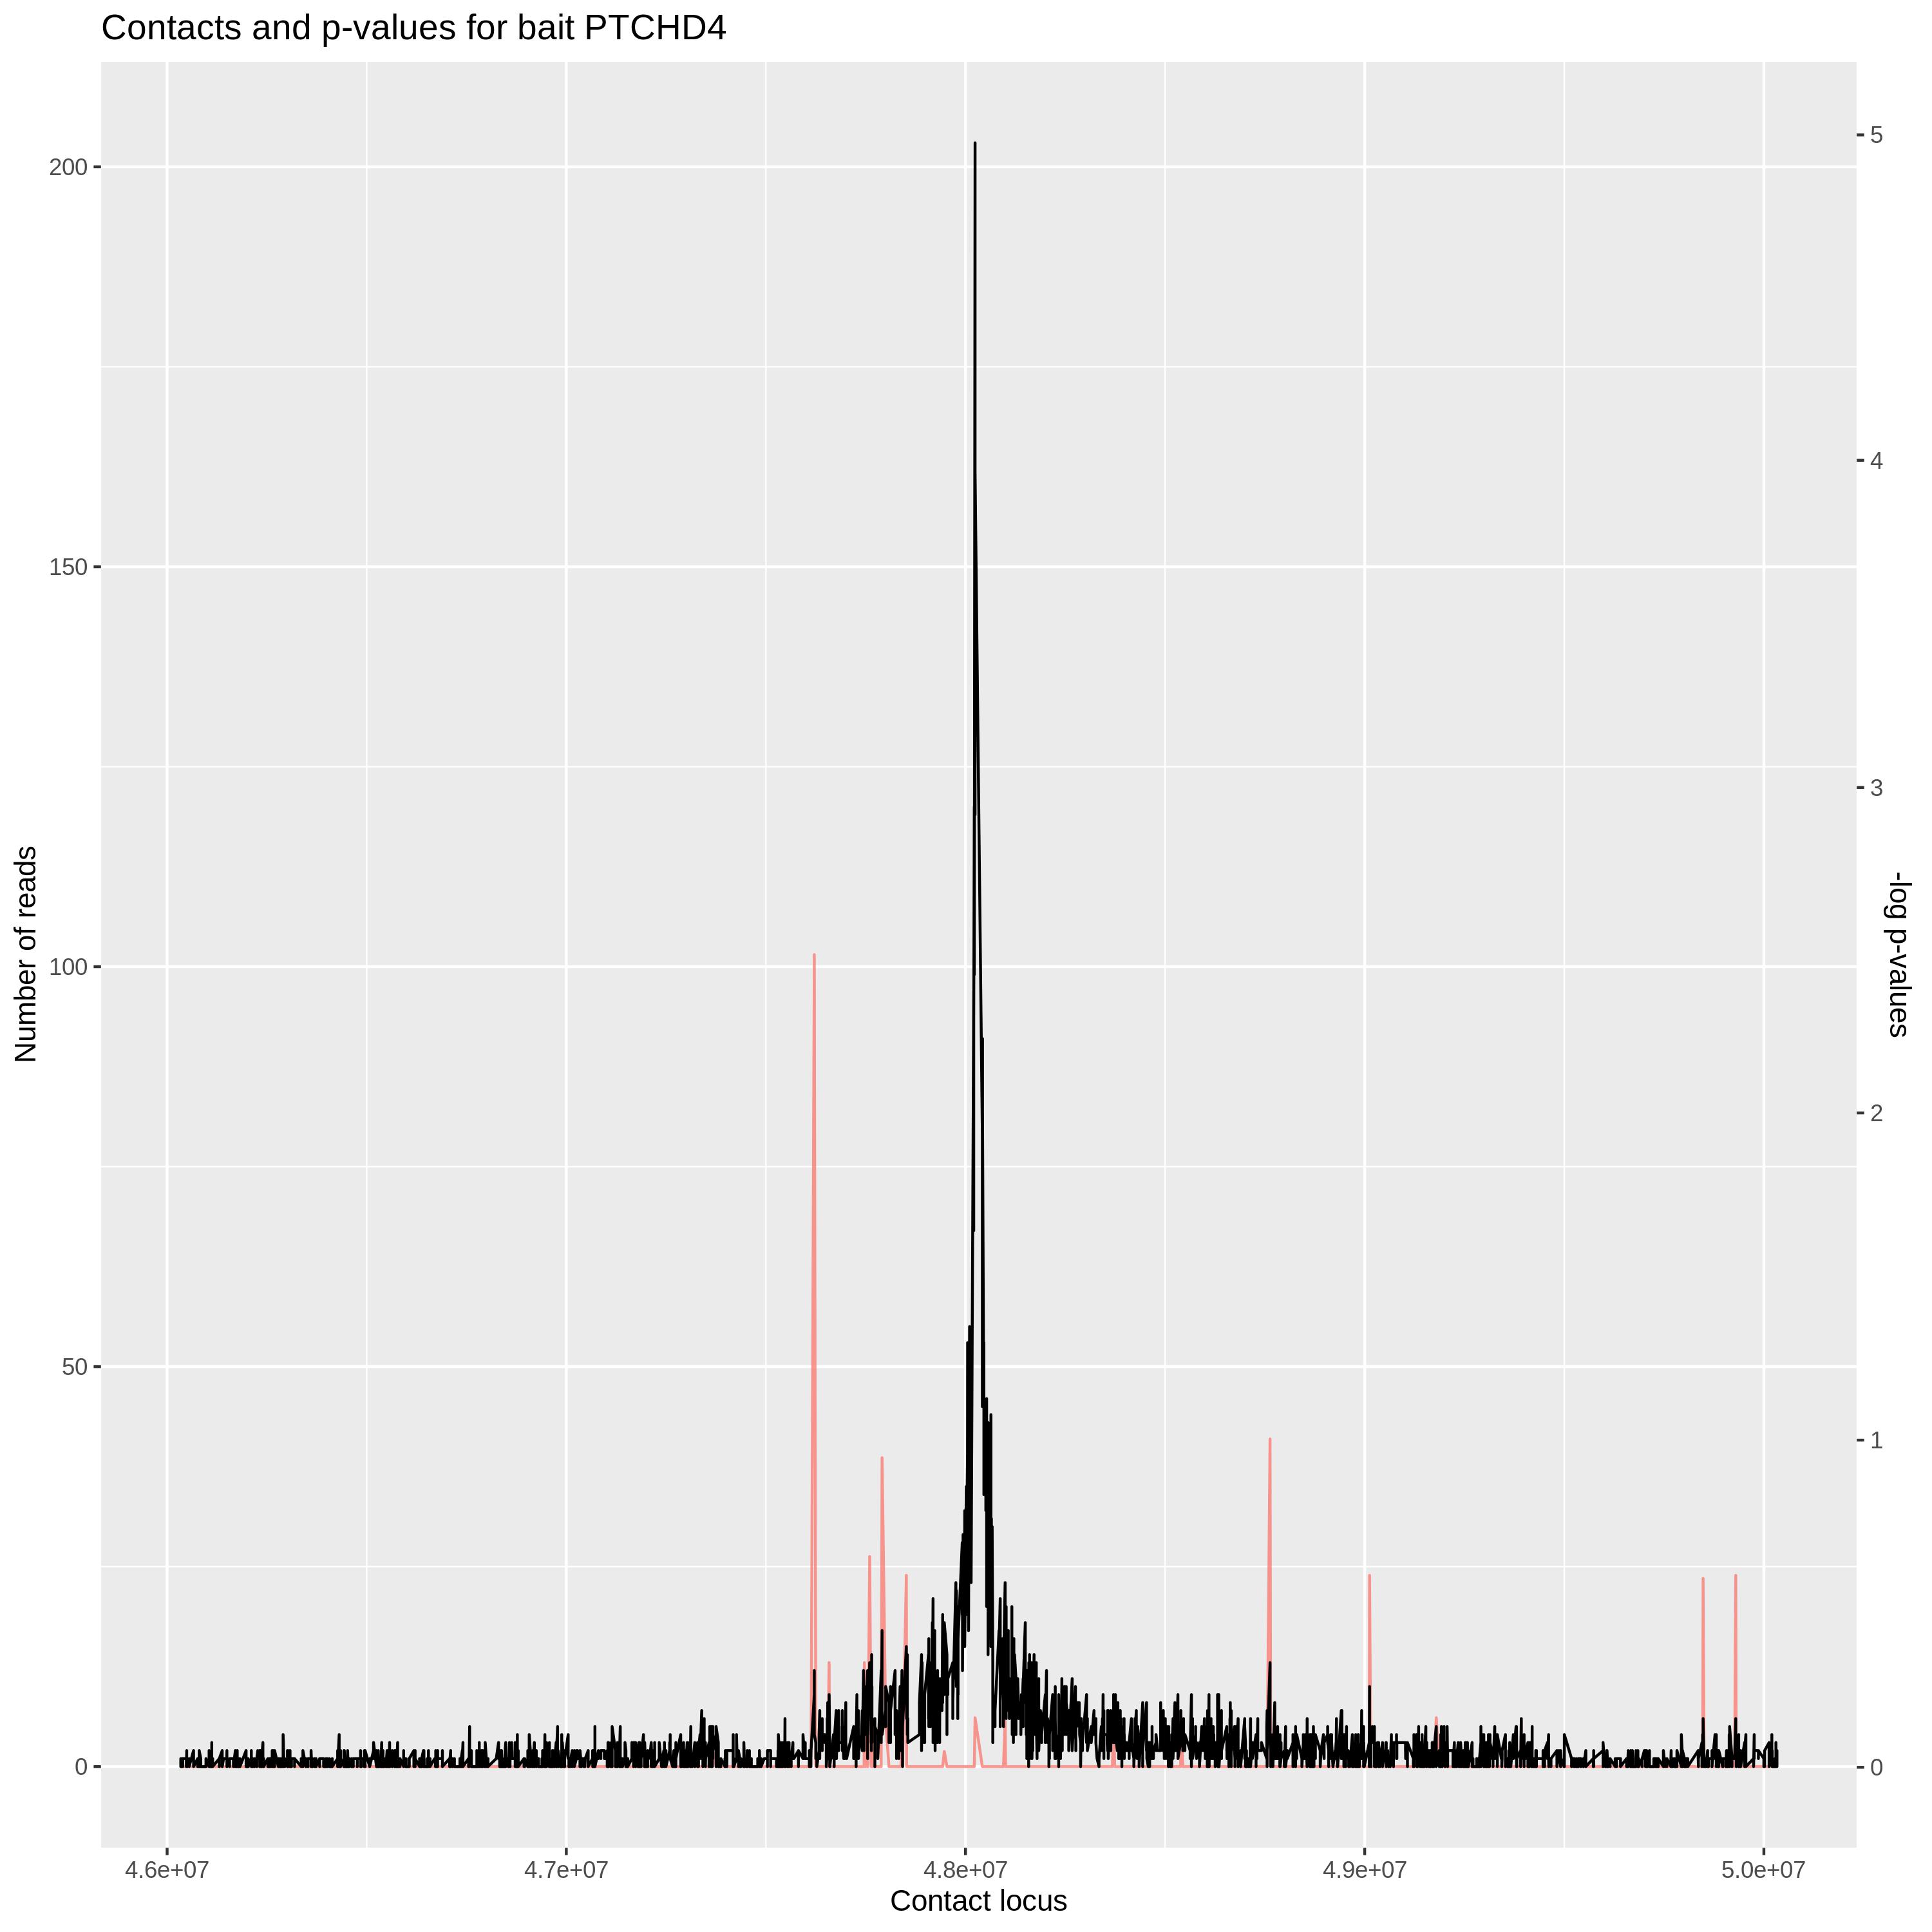 Contacts and p-values for bait PTCHD4
Number of reads
200
150
100
50
0
5
4
3
2
1
0
-log p-values
4.6e+07
4.7e+07
4.8e+07
4.9e+07
5.0e+07
Contact locus